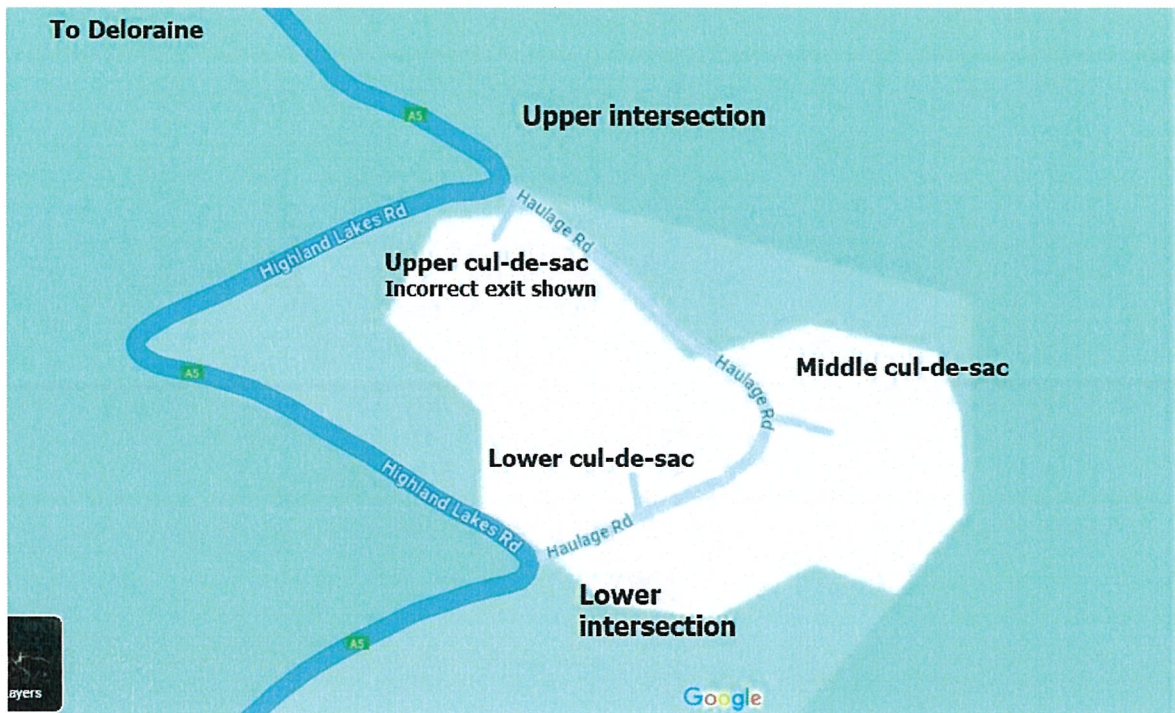 To Deloraine
A5
Upper intersection
Haulage Rd
Highland Lakes Rd
Upper cul-de-sac
Incorrect exit shown
A5
Haulage Rd
Middle cul-de-sac
Lower cul-de-sac
Highland Lakes Rd
Haulage Rd
Lower
intersection
A5
ayers
Google